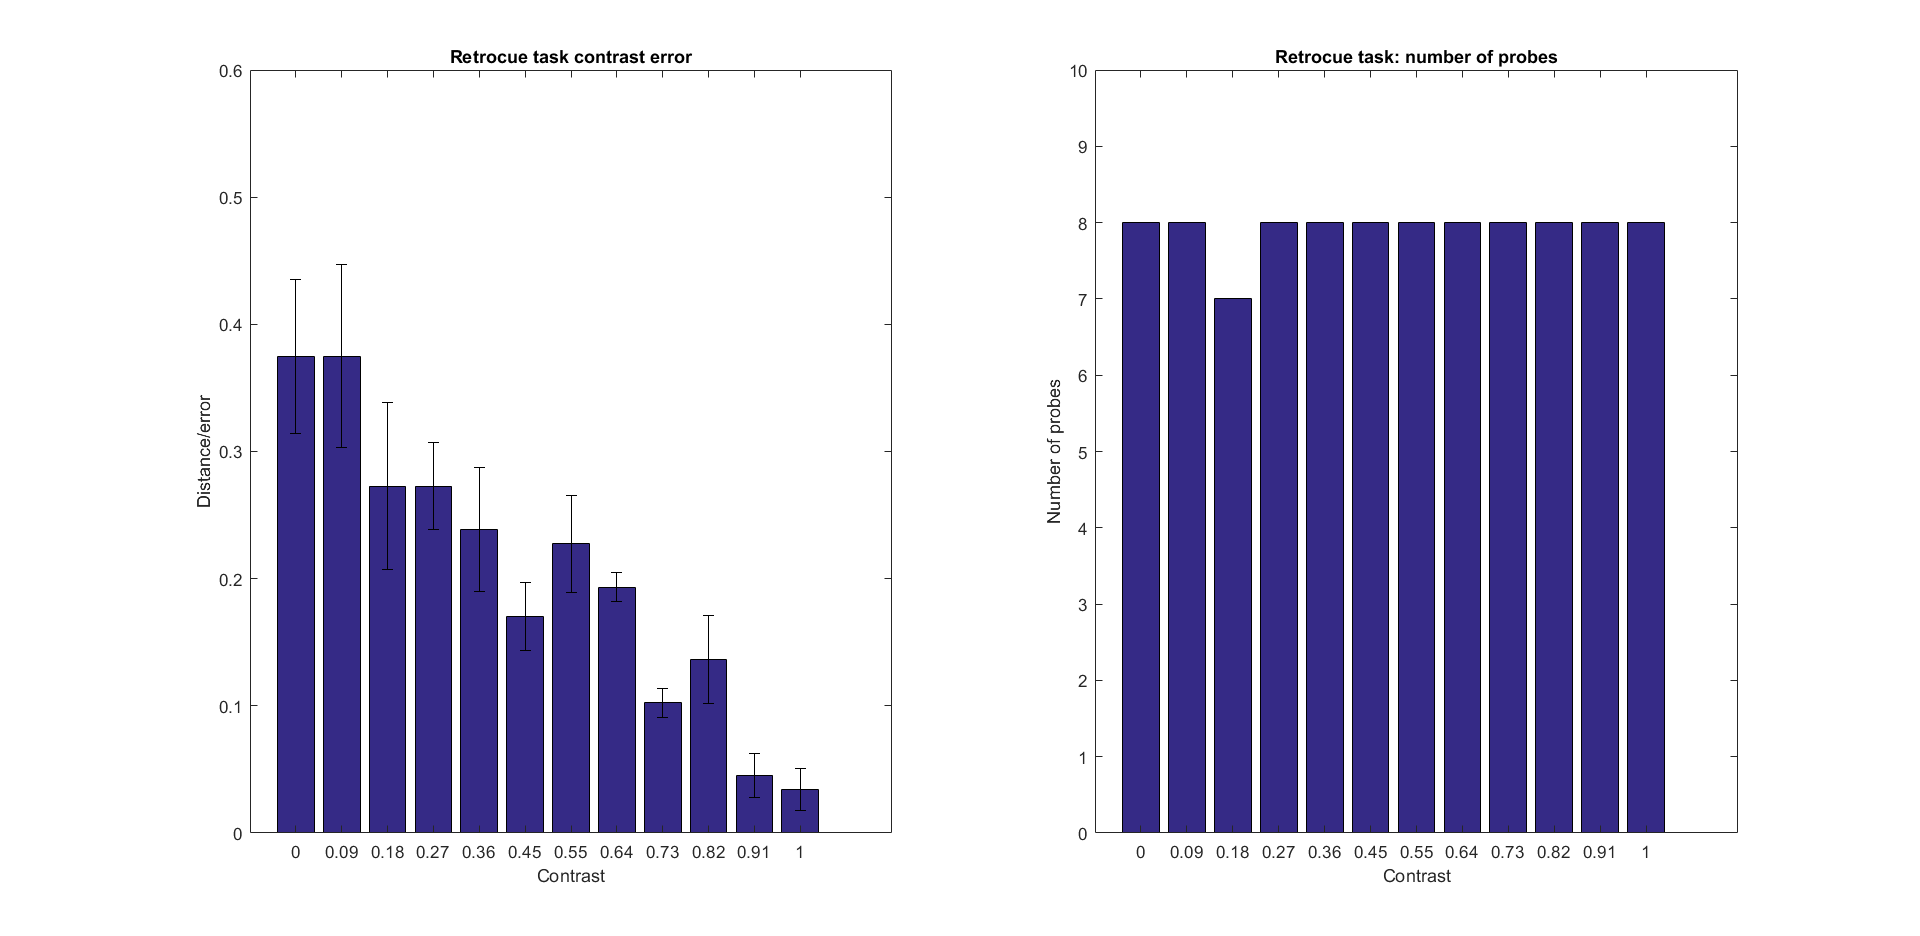 Retrocue task contrast error
0.6
0.5
0.4
0.3
0.2
0.1
0
Distance/error
0 0.09 0.18 0.27 0.36 0.45 0.55 0.64 0.73 0.82 0.91 1
Contrast
Retrocue task: number of probes
10
9
8
7
6
5
4
3
2
1
0
Number of probes
0 0.09 0.18 0.27 0.36 0.45 0.55 0.64 0.73 0.82 0.91 1
Contrast